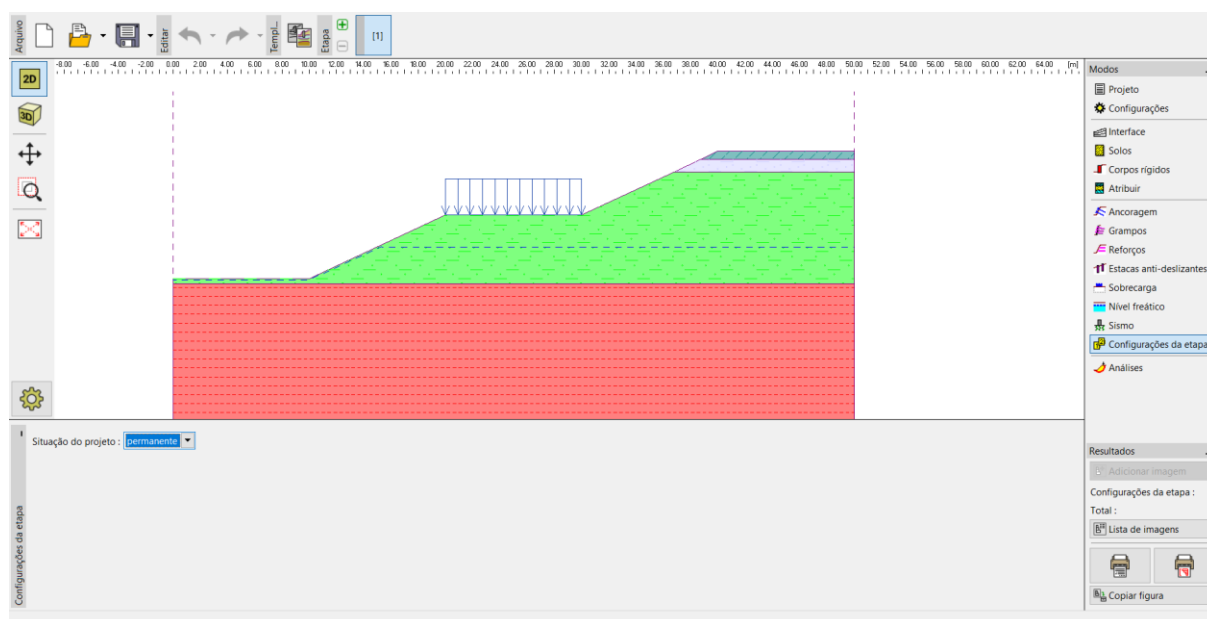 Arquivo
Editar
Templ...
Etapa
[1]
-8.00 -6.00 -4.00 -2.00 0.00 2.00 4.00 6.00 8.00 10.00 12.00 14.00 16.00 18.00 20.00 22.00 24.00 26.00 28.00 30.00 32.00 34.00 36.00 38.00 40.00 42.00 44.00 46.00 48.00 50.00 52.00 54.00 56.00 58.00 60.00 62.00 64.00 [m]
2D
3D
Modos
Projeto
Configurações
Interface
Solos
Corpos rígidos
Atribuir
Ancoragem
Grampos
Reforços
Estacas anti-deslizantes
Sobrecarga
Nível freático
Sismo
Configurações da etapa
Análises
Configurações da etapa
Situação do projeto : permanente
Resultados
Adicionar imagem
Configurações da etapa :
Total :
Lista de imagens
Copiar figura